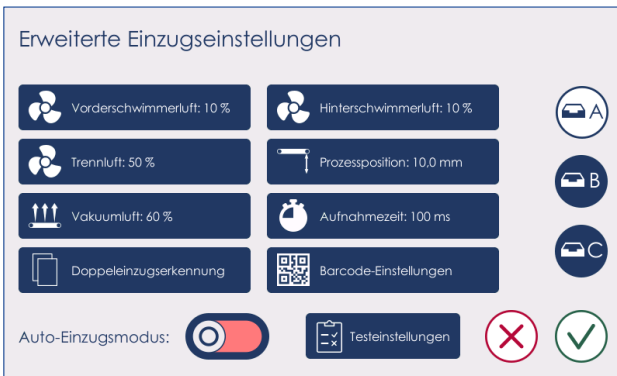 Erweiterte Einzugseinstellungen
Vorderschwimmerluft: 10 %
Hinterschwimmerluft: 10 %
A
Trennluft: 50 %
Prozessposition: 10,0 mm
B
Vakuumluft: 60 %
Aufnahmezeit: 100 ms
C
Doppeleinzugserkennung
Barcode-Einstellungen
Auto-Einzugsmodus:
Testeinstellungen